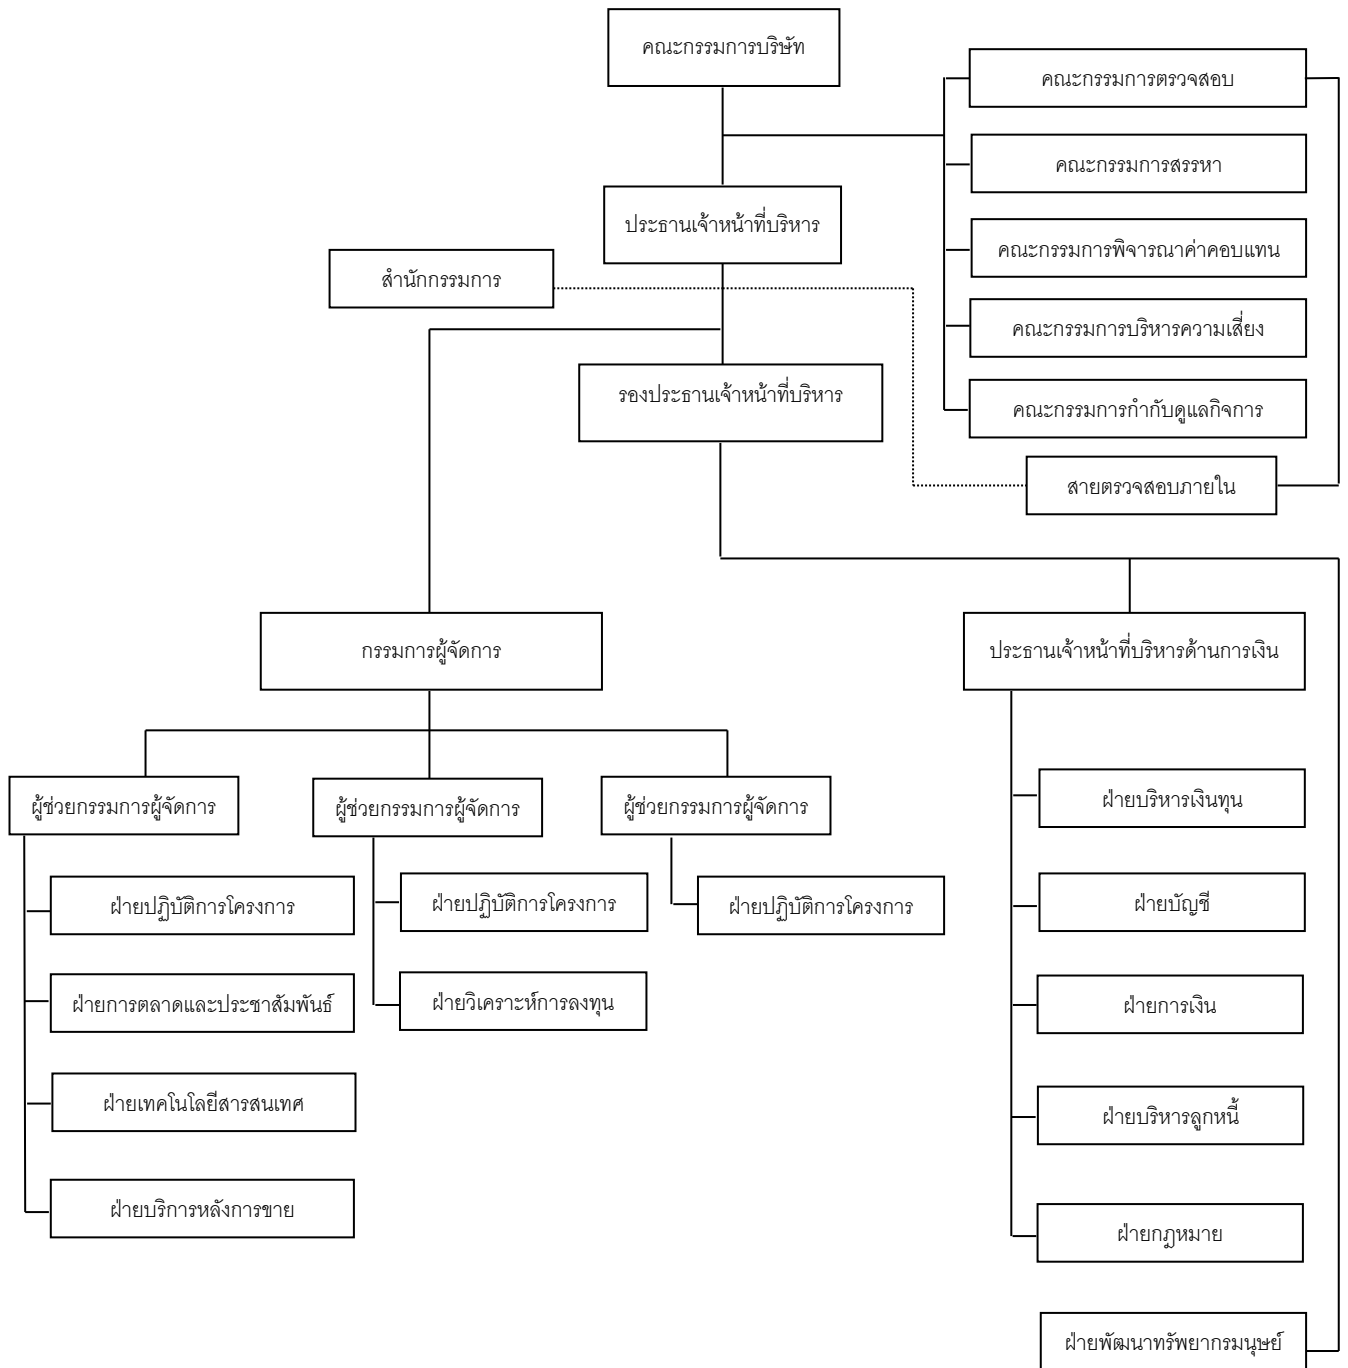 คณะกรรมการบริษัท
คณะกรรมการตรวจสอบ
คณะกรรมการสรรหา
ประธานเจ้าหน้าที่บริหาร
คณะกรรมการพิจารณาค่าคอบแทน
สำนักกรรมการ
คณะกรรมการบริหารความเสี่ยง
รองประธานเจ้าหน้าที่บริหาร
คณะกรรมการกำกับดูแลกิจการ
สายตรวจสอบภายใน
กรรมการผู้จัดการ
ประธานเจ้าหน้าที่บริหารด้านการเงิน
ผู้ช่วยกรรมการผู้จัดการ
ผู้ช่วยกรรมการผู้จัดการ
ผู้ช่วยกรรมการผู้จัดการ
ฝ่ายบริหารเงินทุน
ฝ่ายปฏิบัติการโครงการ
ฝ่ายปฏิบัติการโครงการ
ฝ่ายปฏิบัติการโครงการ
ฝ่ายบัญชี
ฝ่ายการตลาดและประชาสัมพันธ์
ฝ่ายวิเคราะห์การลงทุน
ฝ่ายการเงิน
ฝ่ายเทคโนโลยีสารสนเทศ
ฝ่ายบริหารลูกหนี้
ฝ่ายบริการหลังการขาย
ฝ่ายกฎหมาย
ฝ่ายพัฒนาทรัพยากรมนุษย์